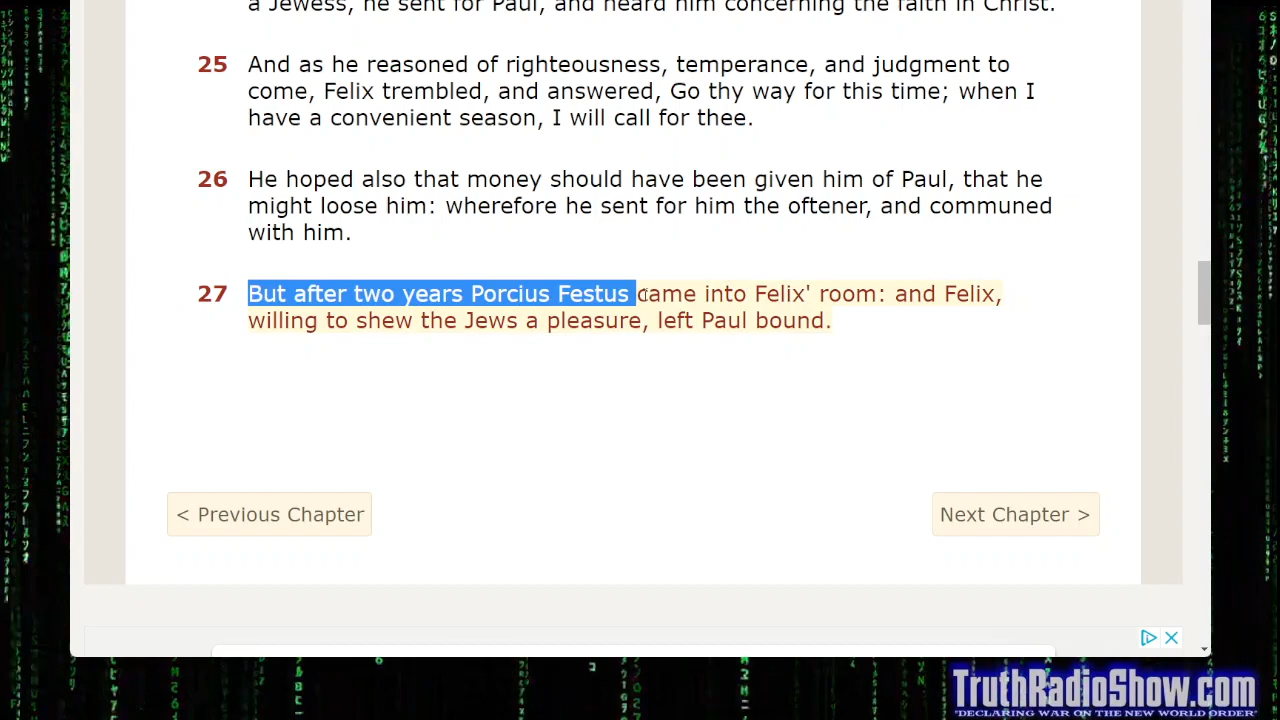 a Jewess, he sent for Paul, and heard him concerning the faith in Christ.
25 And as he reasoned of righteousness, temperance, and judgment to
come, Felix trembled, and answered, Go thy way for this time; when I
have a convenient season, I will call for thee.
26 He hoped also that money should have been given him of Paul, that he
might loose him: wherefore he sent for him the oftener, and communed
with him.
27 But after two years Porcius Festus came into Felix' room: and Felix,
willing to shew the Jews a pleasure, left Paul bound.
< Previous Chapter
Next Chapter >
TruthRadioShow.com
"DECLARING WAR ON THE NEW WORLD ORDER"